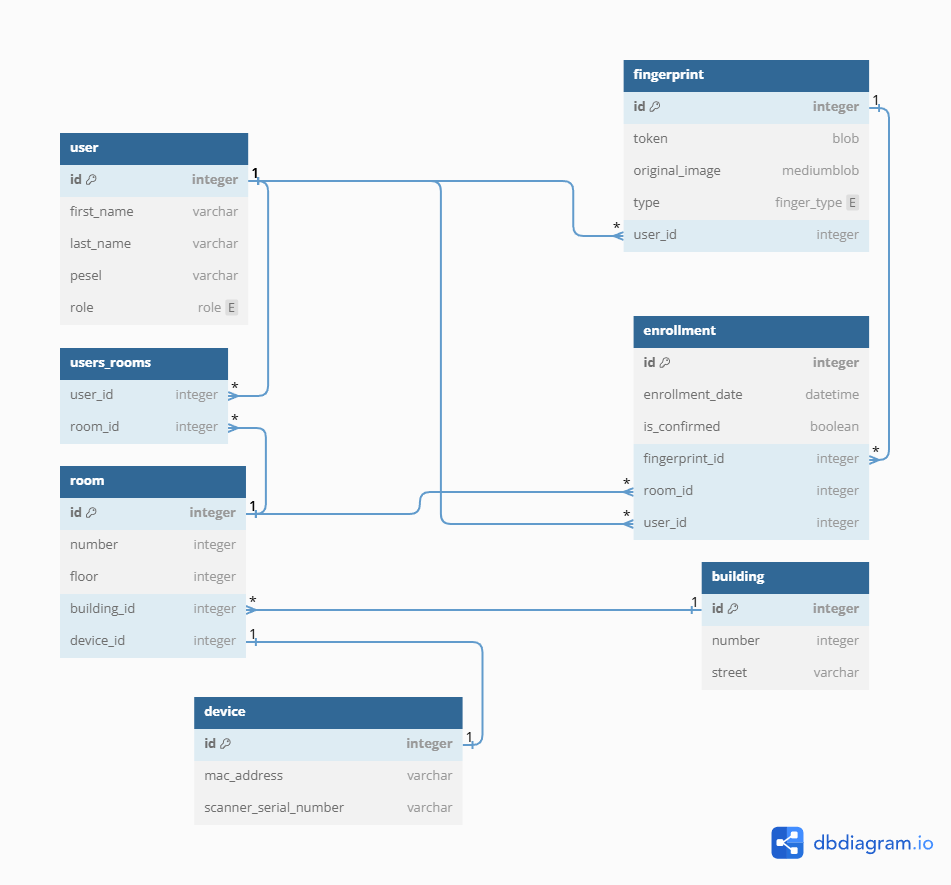 user
1
id integer
first_name varchar
last_name varchar
pesel varchar
role role E
users_rooms
user_id integer *
room_id integer *
room
id integer 1
number integer
floor integer
building_id integer *
device_id integer 1
device
id integer 1
mac_address varchar
scanner_serial_number varchar
fingerprint
id integer 1
token blob
original_image mediumblob
type finger_type E
* user_id integer
enrollment
id integer
enrollment_date datetime
is_confirmed boolean
fingerprint_id integer *
* room_id integer
* user_id integer
building
1 id integer
number integer
street varchar
dbdiagram.io